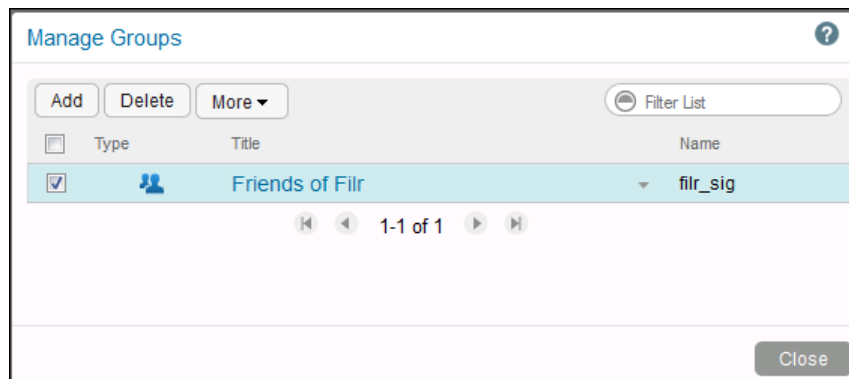 Manage Groups ?
Add Delete More Filter List
Type Title Name
Friends of Filr filr_sig
1-1 of 1
Close